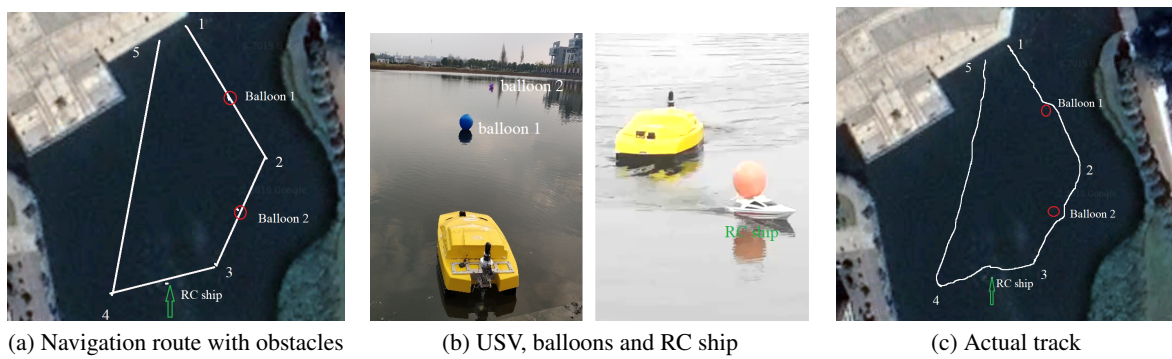 1
5
Balloon 1
2
Balloon 2
3
RC ship
4
(a) Navigation route with obstacles
balloon 2
balloon 1
RC ship
(b) USV, balloons and RC ship
1
5
Balloon 1
2
Balloon 2
3
RC ship
4
(c) Actual track